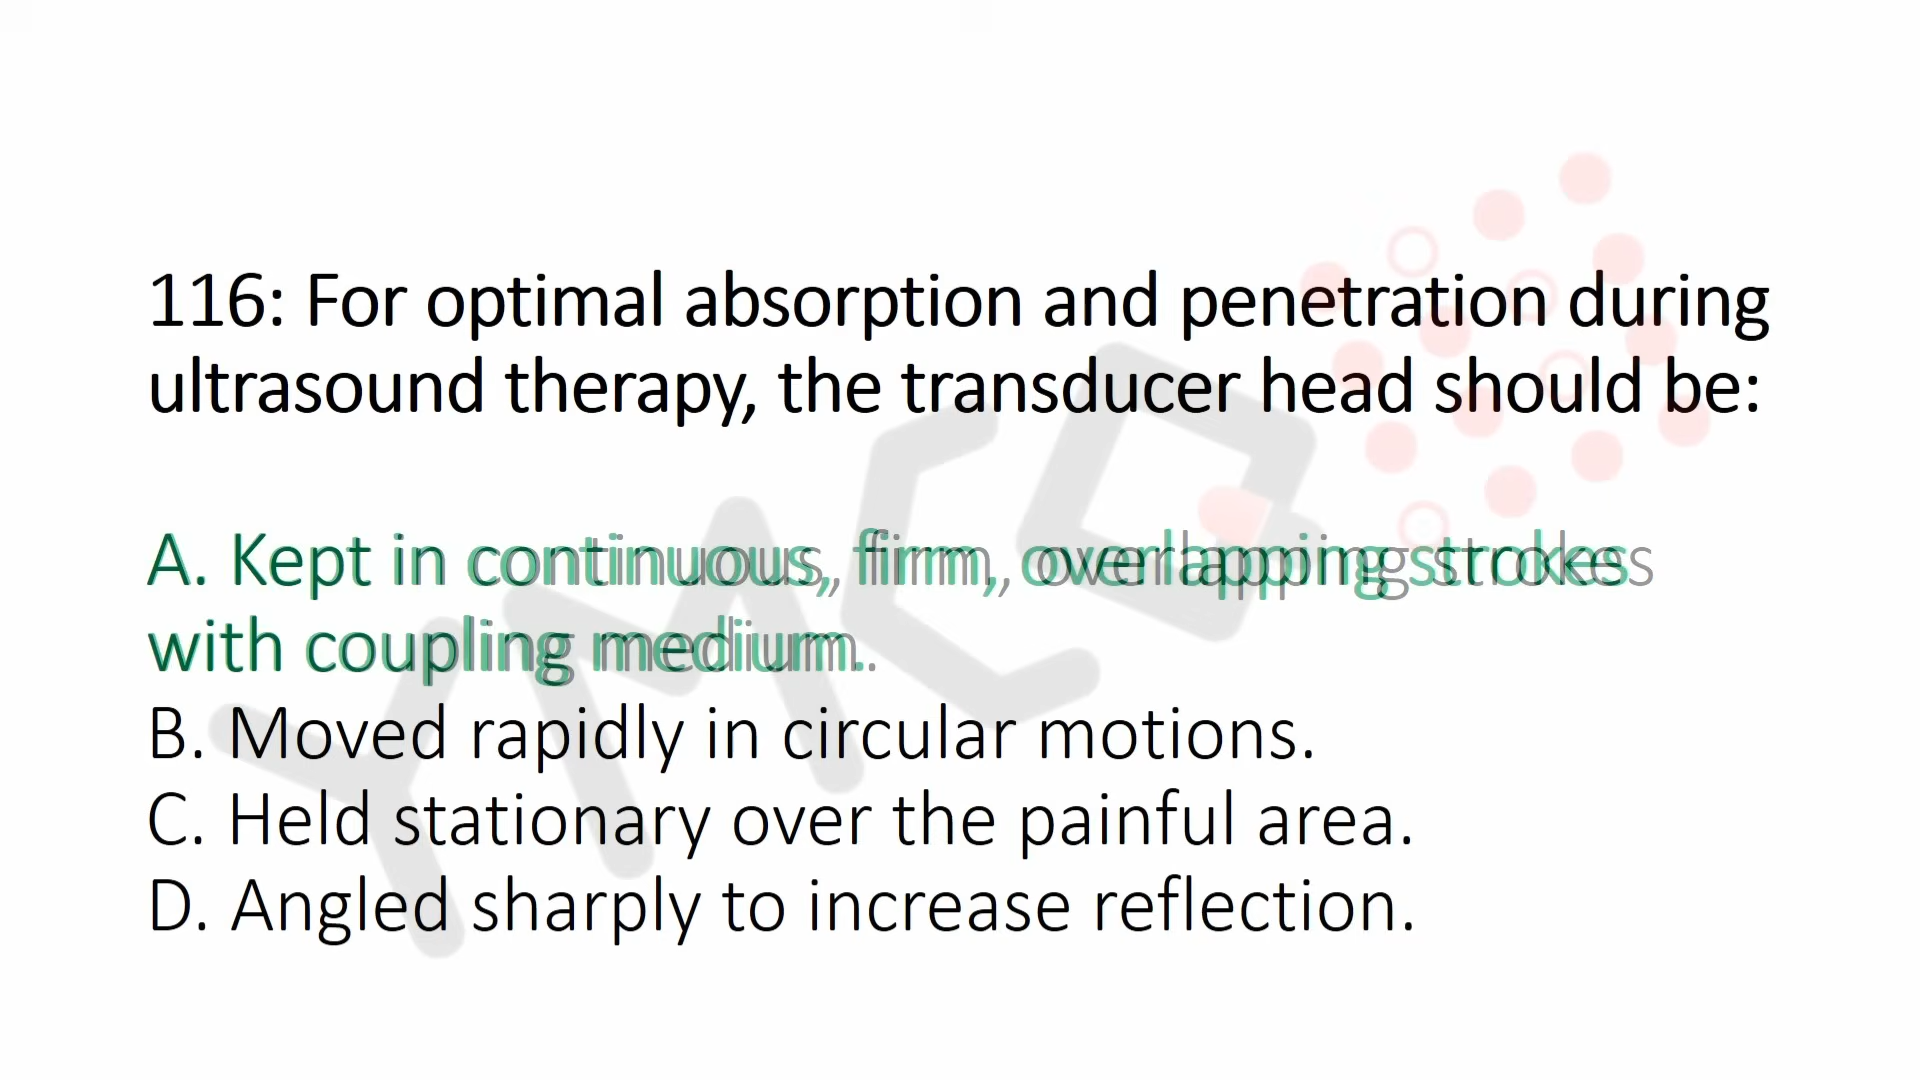 116: For optimal absorption and penetration during
ultrasound therapy, the transducer head should be:
A. Kept in continuous, firm, overlapping strokes
with coupling medium.
B. Moved rapidly in circular motions.
C. Held stationary over the painful area.
D. Angled sharply to increase reflection.
YMCQ